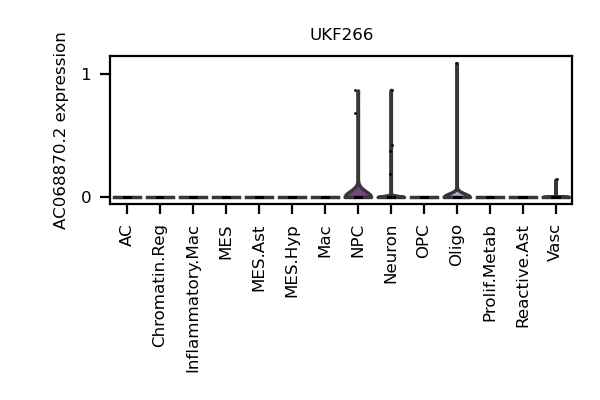 UKF266
AC068870.2 expression
1
0
AC
Chromatin.Reg
Inflammatory.Mac
MES
MES.Ast
MES.Hyp
Mac
NPC
Neuron
OPC
Oligo
Prolif.Metab
Reactive.Ast
Vasc